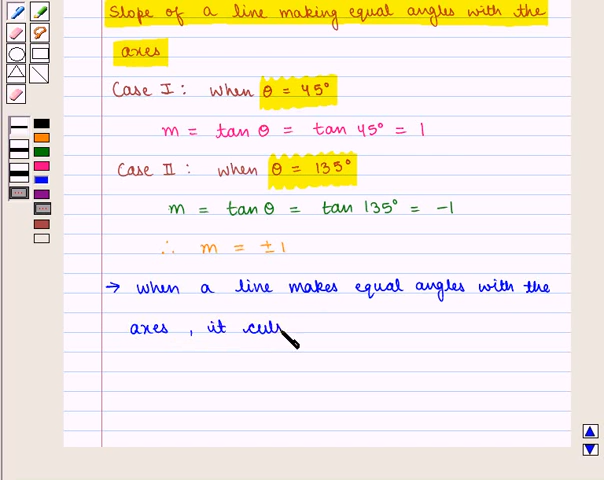 Slope of a line making equal angles with the
axes
Case I : when θ = 45°
m = tan θ = tan 45° = 1
Case II : when θ = 135°
m = tan θ = tan 135° = -1
∴ m = ±1
→ when a line makes equal angles with the
axes , it cuts